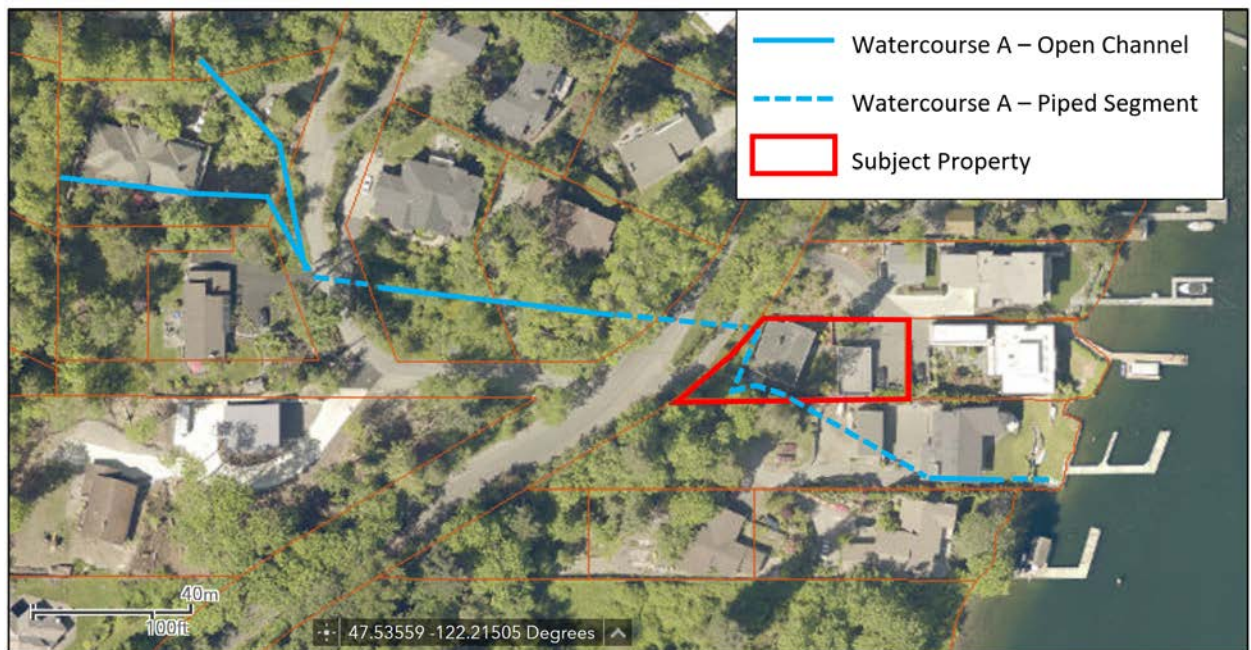 Watercourse A – Open Channel
Watercourse A – Piped Segment
Subject Property
40m
100ft
47.53559 -122.21505 Degrees